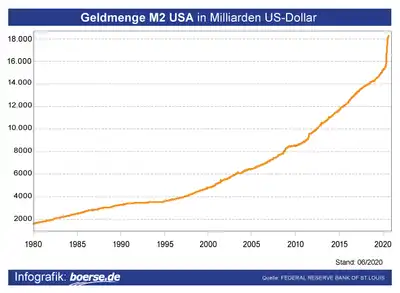 Geldmenge M2 USA in Milliarden US-Dollar
18.000
16.000
14.000
12.000
10.000
8000
6000
4000
2000
1980 1985 1990 1995 2000 2005 2010 2015 2020
Stand: 06/2020
Infografik: boerse.de
Quelle: FEDERAL RESERVE BANK OF ST.LOUIS